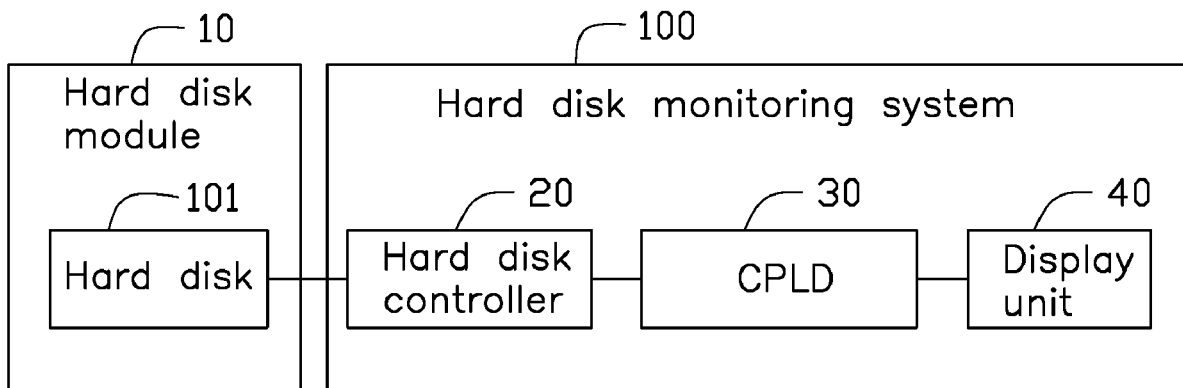 10
100
Hard disk
module
Hard disk monitoring system
101
20
30
40
Hard disk
Hard disk
controller
CPLD
Display
unit